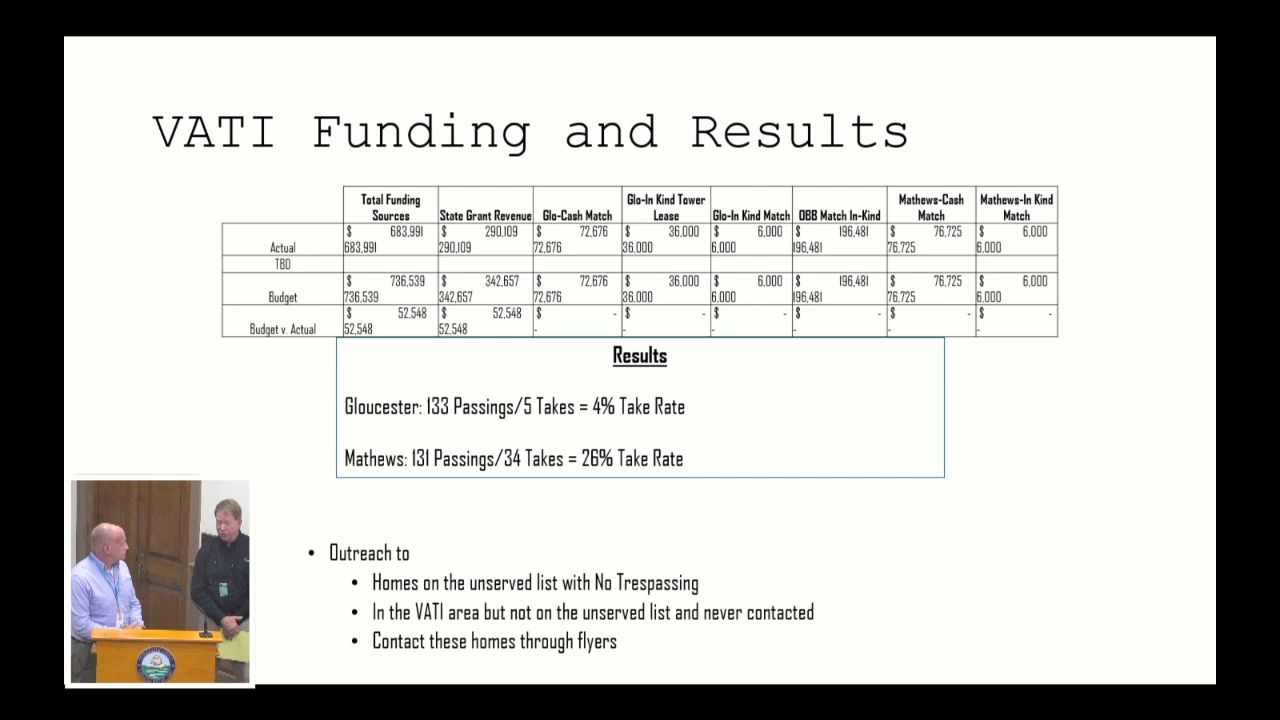 VATI Funding and Results
Total Funding Sources State Grant Revenue Glo-Cash Match Glo-In Kind Tower Lease Glo-In Kind Match OBB Match In-Kind Mathews-Cash Match Mathews-In Kind Match
Actual $ 683,991 683,991 $ 290,109 290,109 $ 72,676 72,676 $ 36,000 36,000 $ 6,000 6,000 $ 196,481 196,481 $ 76,725 76,725 $ 6,000 6,000
TBD
Budget $ 736,539 736,539 $ 342,657 342,657 $ 72,676 72,676 $ 36,000 36,000 $ 6,000 6,000 $ 196,481 196,481 $ 76,725 76,725 $ 6,000 6,000
Budget v. Actual $ 52,548 52,548 $ 52,548 52,548 $ - - $ - - $ - - $ - - $ - - $ - -
Results
Gloucester: 133 Passings/5 Takes = 4% Take Rate
Mathews: 131 Passings/34 Takes = 26% Take Rate
• Outreach to
• Homes on the unserved list with No Trespassing
• In the VATI area but not on the unserved list and never contacted
• Contact these homes through flyers